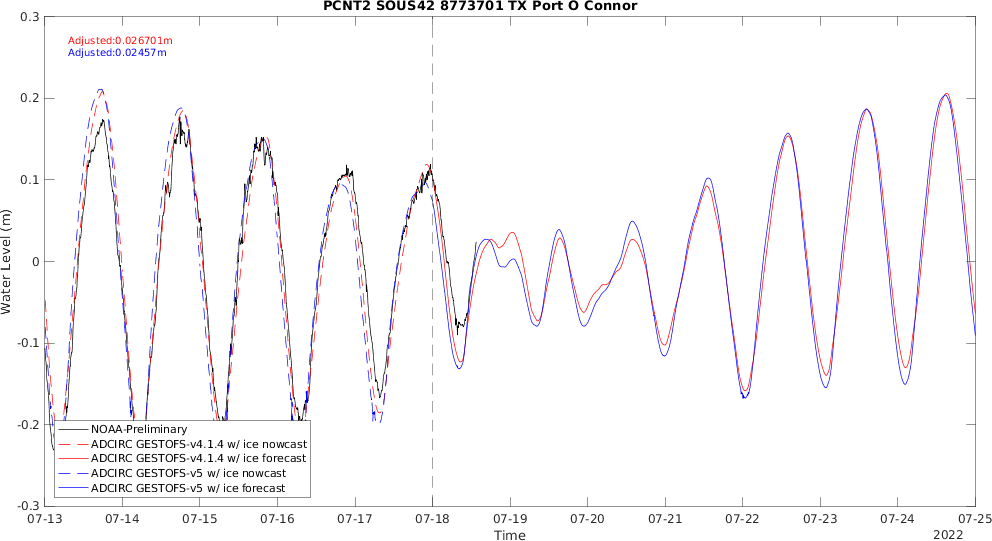 PCNT2 SOUS42 8773701 TX Port O Connor
Adjusted:0.026701m
Adjusted:0.02457m
0.3
0.2
0.1
0
-0.1
-0.2
-0.3
Water Level (m)
NOAA-Preliminary
ADCIRC GESTOFS-v4.1.4 w/ ice nowcast
ADCIRC GESTOFS-v4.1.4 w/ ice forecast
ADCIRC GESTOFS-v5 w/ ice nowcast
ADCIRC GESTOFS-v5 w/ ice forecast
07-13 07-14 07-15 07-16 07-17 07-18 07-19 07-20 07-21 07-22 07-23 07-24 07-25
Time
2022